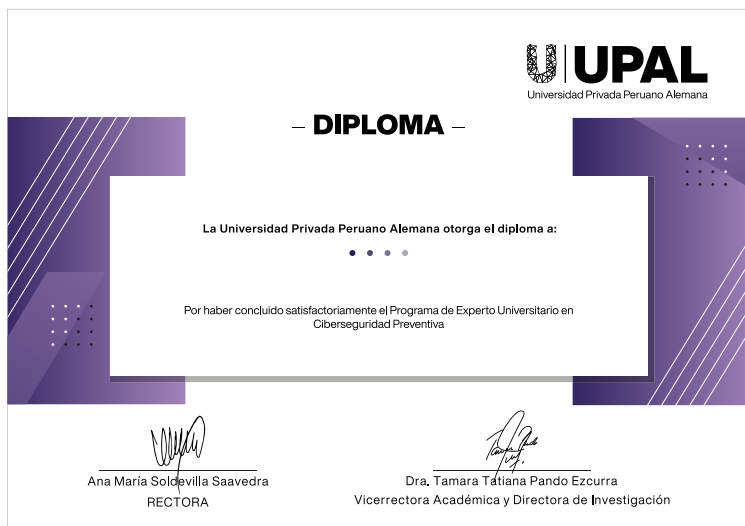 UPAL
Universidad Privada Peruano Alemana
– DIPLOMA –
La Universidad Privada Peruano Alemana otorga el diploma a:
Por haber concluido satisfactoriamente el Programa de Experto Universitario en
Ciberseguridad Preventiva
Ana María Soldevilla Saavedra
RECTORA
Dra. Tamara Tatiana Pando Ezcurra
Vicerrectora Académica y Directora de Investigación